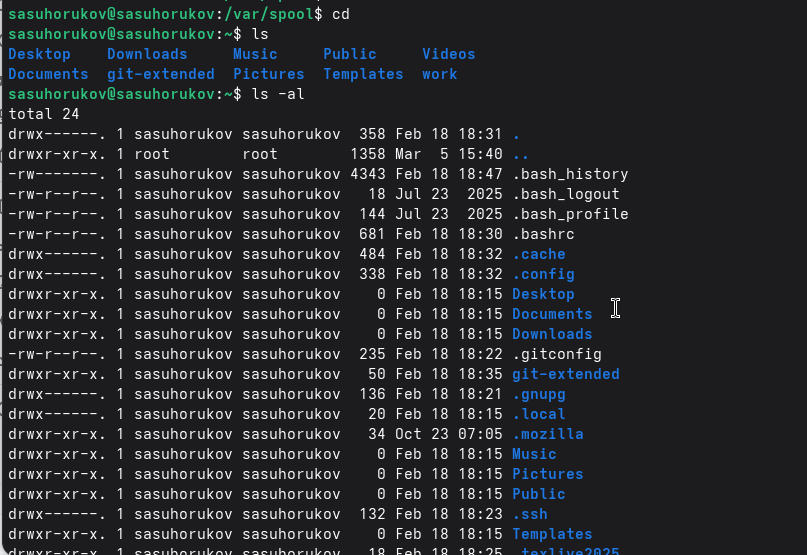 sasuhorukov@sasuhorukov:/var/spool$ cd
sasuhorukov@sasuhorukov:~$ ls
Desktop    Downloads     Music     Public     Videos
Documents  git-extended  Pictures  Templates  work
sasuhorukov@sasuhorukov:~$ ls -al
total 24
drwx------. 1 sasuhorukov sasuhorukov  358 Feb 18 18:31 .
drwxr-xr-x. 1 root        root        1358 Mar  5 15:40 ..
-rw-------. 1 sasuhorukov sasuhorukov 4343 Feb 18 18:47 .bash_history
-rw-r--r--. 1 sasuhorukov sasuhorukov   18 Jul 23  2025 .bash_logout
-rw-r--r--. 1 sasuhorukov sasuhorukov  144 Jul 23  2025 .bash_profile
-rw-r--r--. 1 sasuhorukov sasuhorukov  681 Feb 18 18:30 .bashrc
drwx------. 1 sasuhorukov sasuhorukov  484 Feb 18 18:32 .cache
drwx------. 1 sasuhorukov sasuhorukov  338 Feb 18 18:32 .config
drwxr-xr-x. 1 sasuhorukov sasuhorukov    0 Feb 18 18:15 Desktop
drwxr-xr-x. 1 sasuhorukov sasuhorukov    0 Feb 18 18:15 Documents
drwxr-xr-x. 1 sasuhorukov sasuhorukov    0 Feb 18 18:15 Downloads
-rw-r--r--. 1 sasuhorukov sasuhorukov  235 Feb 18 18:22 .gitconfig
drwxr-xr-x. 1 sasuhorukov sasuhorukov   50 Feb 18 18:35 git-extended
drwx------. 1 sasuhorukov sasuhorukov  136 Feb 18 18:21 .gnupg
drwx------. 1 sasuhorukov sasuhorukov   20 Feb 18 18:15 .local
drwxr-xr-x. 1 sasuhorukov sasuhorukov   34 Oct 23 07:05 .mozilla
drwxr-xr-x. 1 sasuhorukov sasuhorukov    0 Feb 18 18:15 Music
drwxr-xr-x. 1 sasuhorukov sasuhorukov    0 Feb 18 18:15 Pictures
drwxr-xr-x. 1 sasuhorukov sasuhorukov    0 Feb 18 18:15 Public
drwx------. 1 sasuhorukov sasuhorukov  132 Feb 18 18:23 .ssh
drwxr-xr-x. 1 sasuhorukov sasuhorukov    0 Feb 18 18:15 Templates
drwxr-xr-x. 1 sasuhorukov sasuhorukov   18 Feb 18 18:25 .texlive2025